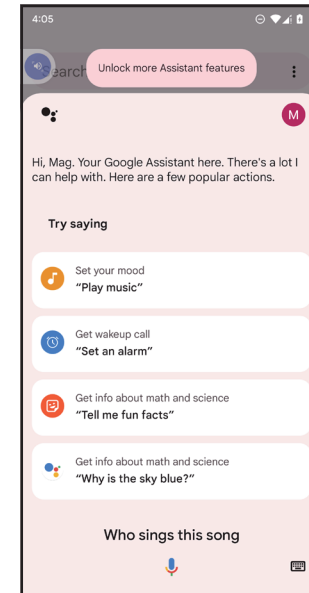 4:05
Search
Unlock more Assistant features
M
Hi, Mag. Your Google Assistant here. There's a lot I
can help with. Here are a few popular actions.
Try saying
Set your mood
“Play music”
Get wakeup call
“Set an alarm”
Get info about math and science
“Tell me fun facts”
Get info about math and science
“Why is the sky blue?”
Who sings this song